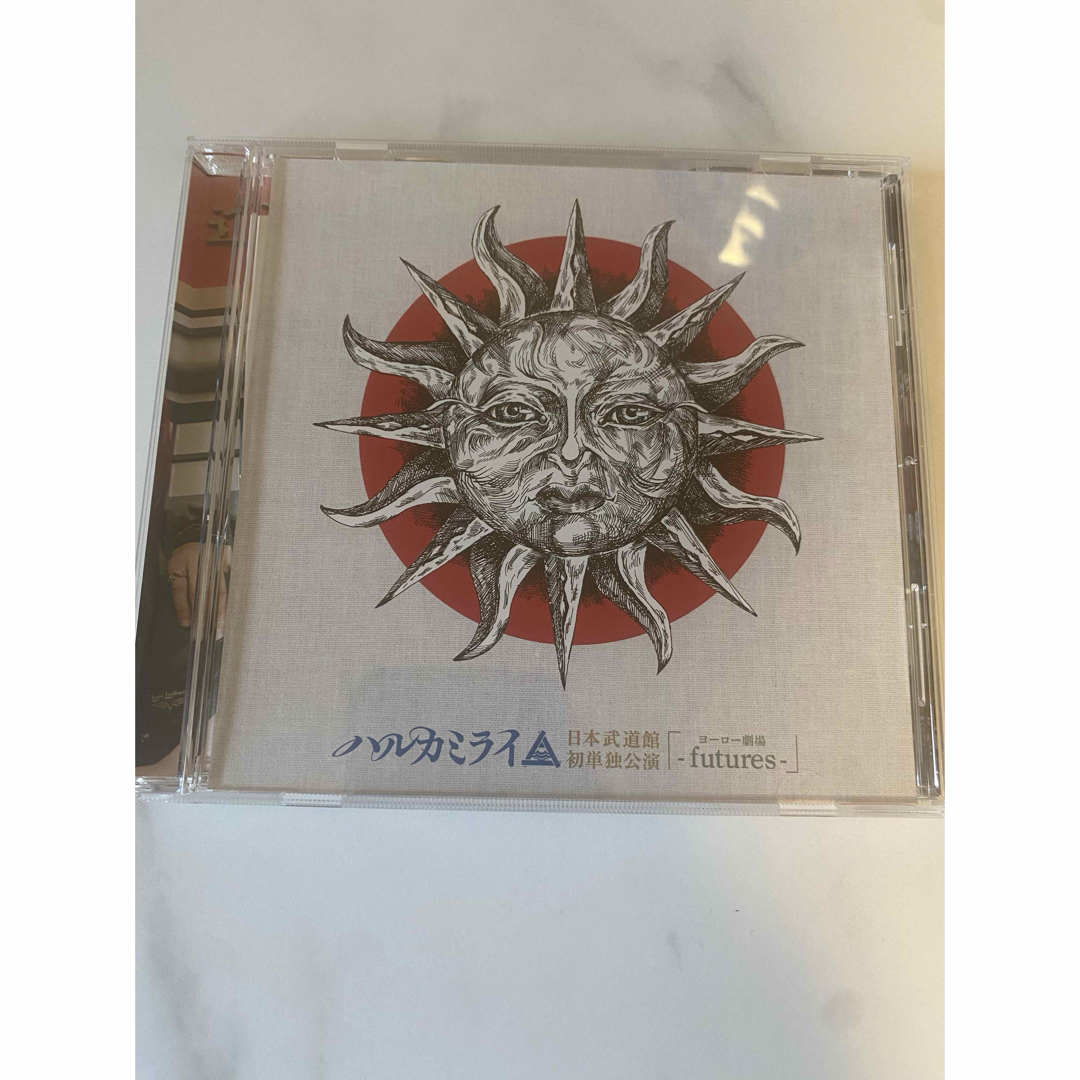 ハルカミライ
日本武道館
初単独公演
ヨーロー劇場
-futures-